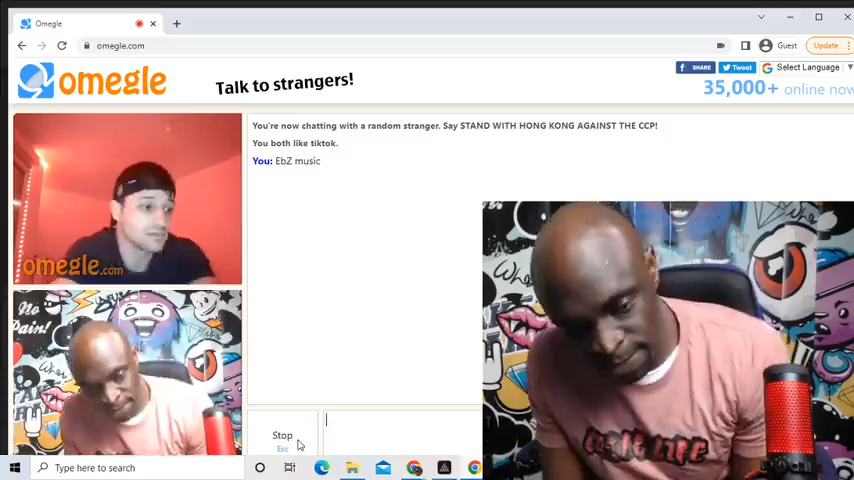 Omegle
omegle.com
Guest
Update
omegle
Talk to strangers!
SHARE
Tweet
Select Language
35,000+ online now
You're now chatting with a random stranger. Say STAND WITH HONG KONG AGAINST THE CCP!
You both like tiktok.
You: EbZ music
omegle.com
No
Pain!
Stop
Esc
Type here to search